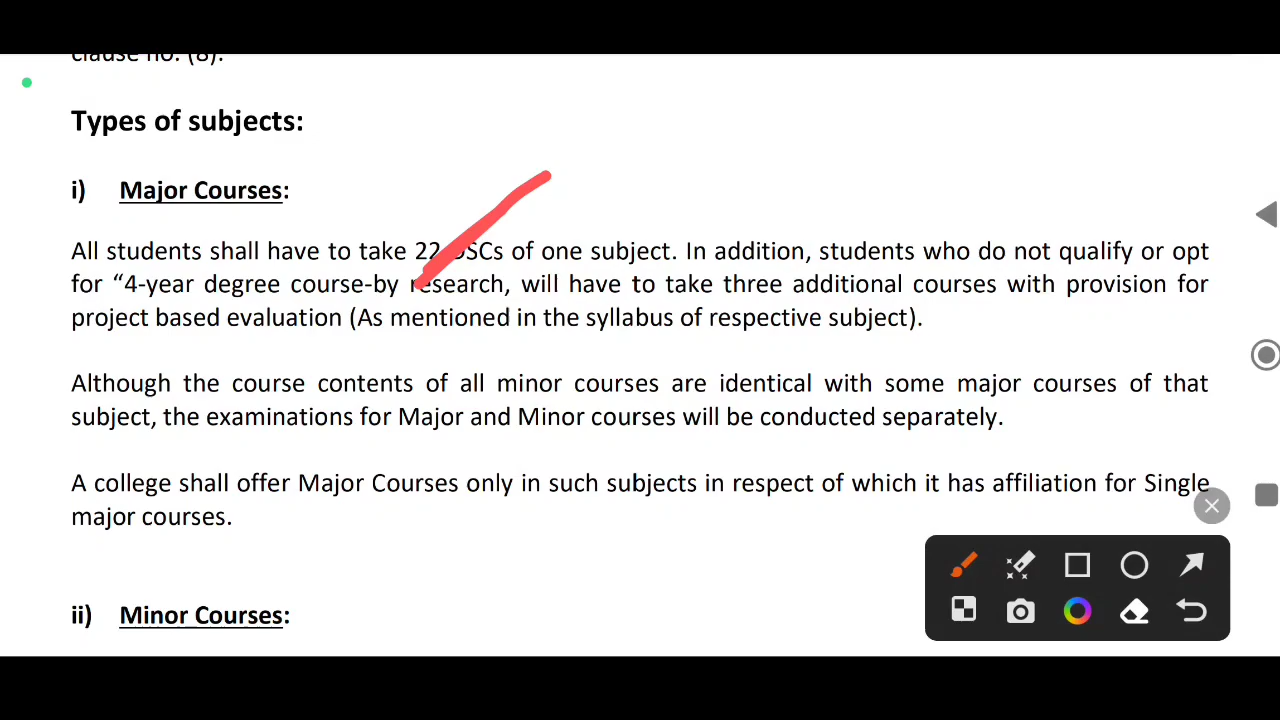 clause no. (8).
Types of subjects:
i) Major Courses:
All students shall have to take 22 DSCs of one subject. In addition, students who do not qualify or opt
for “4-year degree course-by research, will have to take three additional courses with provision for
project based evaluation (As mentioned in the syllabus of respective subject).
Although the course contents of all minor courses are identical with some major courses of that
subject, the examinations for Major and Minor courses will be conducted separately.
A college shall offer Major Courses only in such subjects in respect of which it has affiliation for Single
major courses.
ii) Minor Courses: